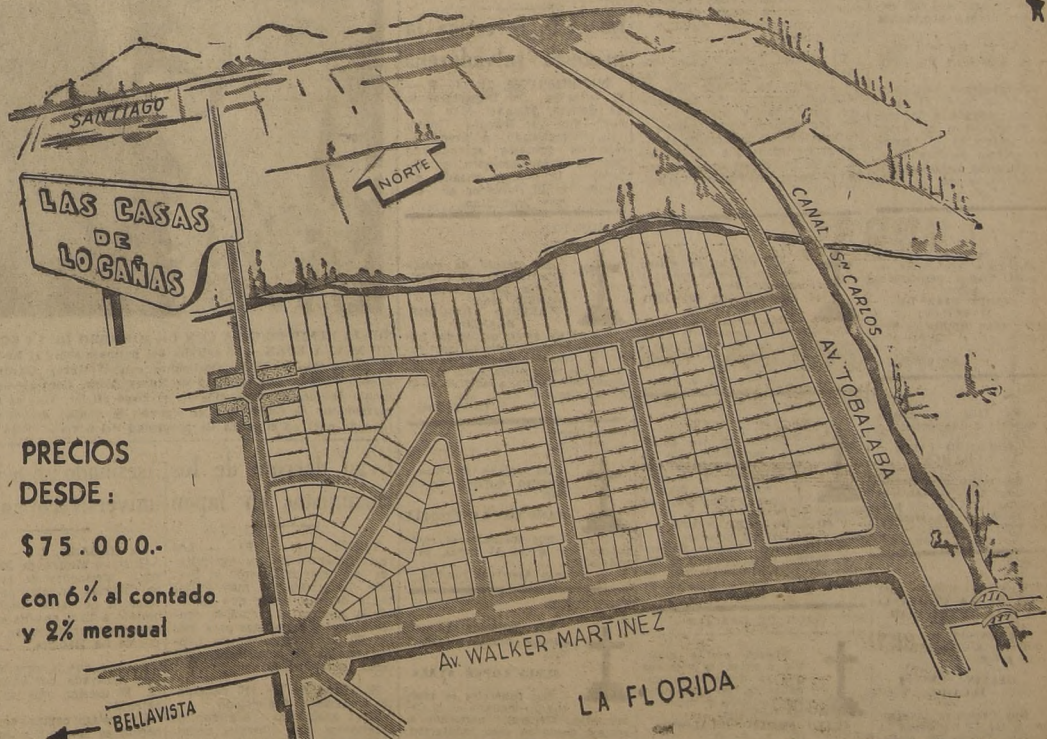 SANTIAGO
NORTE
LAS CASAS
DE
LO CAÑAS
CANAL SN CARLOS
AV. TOBALABA
PRECIOS
DESDE:
$75.000.-
con 6% al contado
y 2% mensual
Av. WALKER MARTINEZ
LA FLORIDA
BELLAVISTA